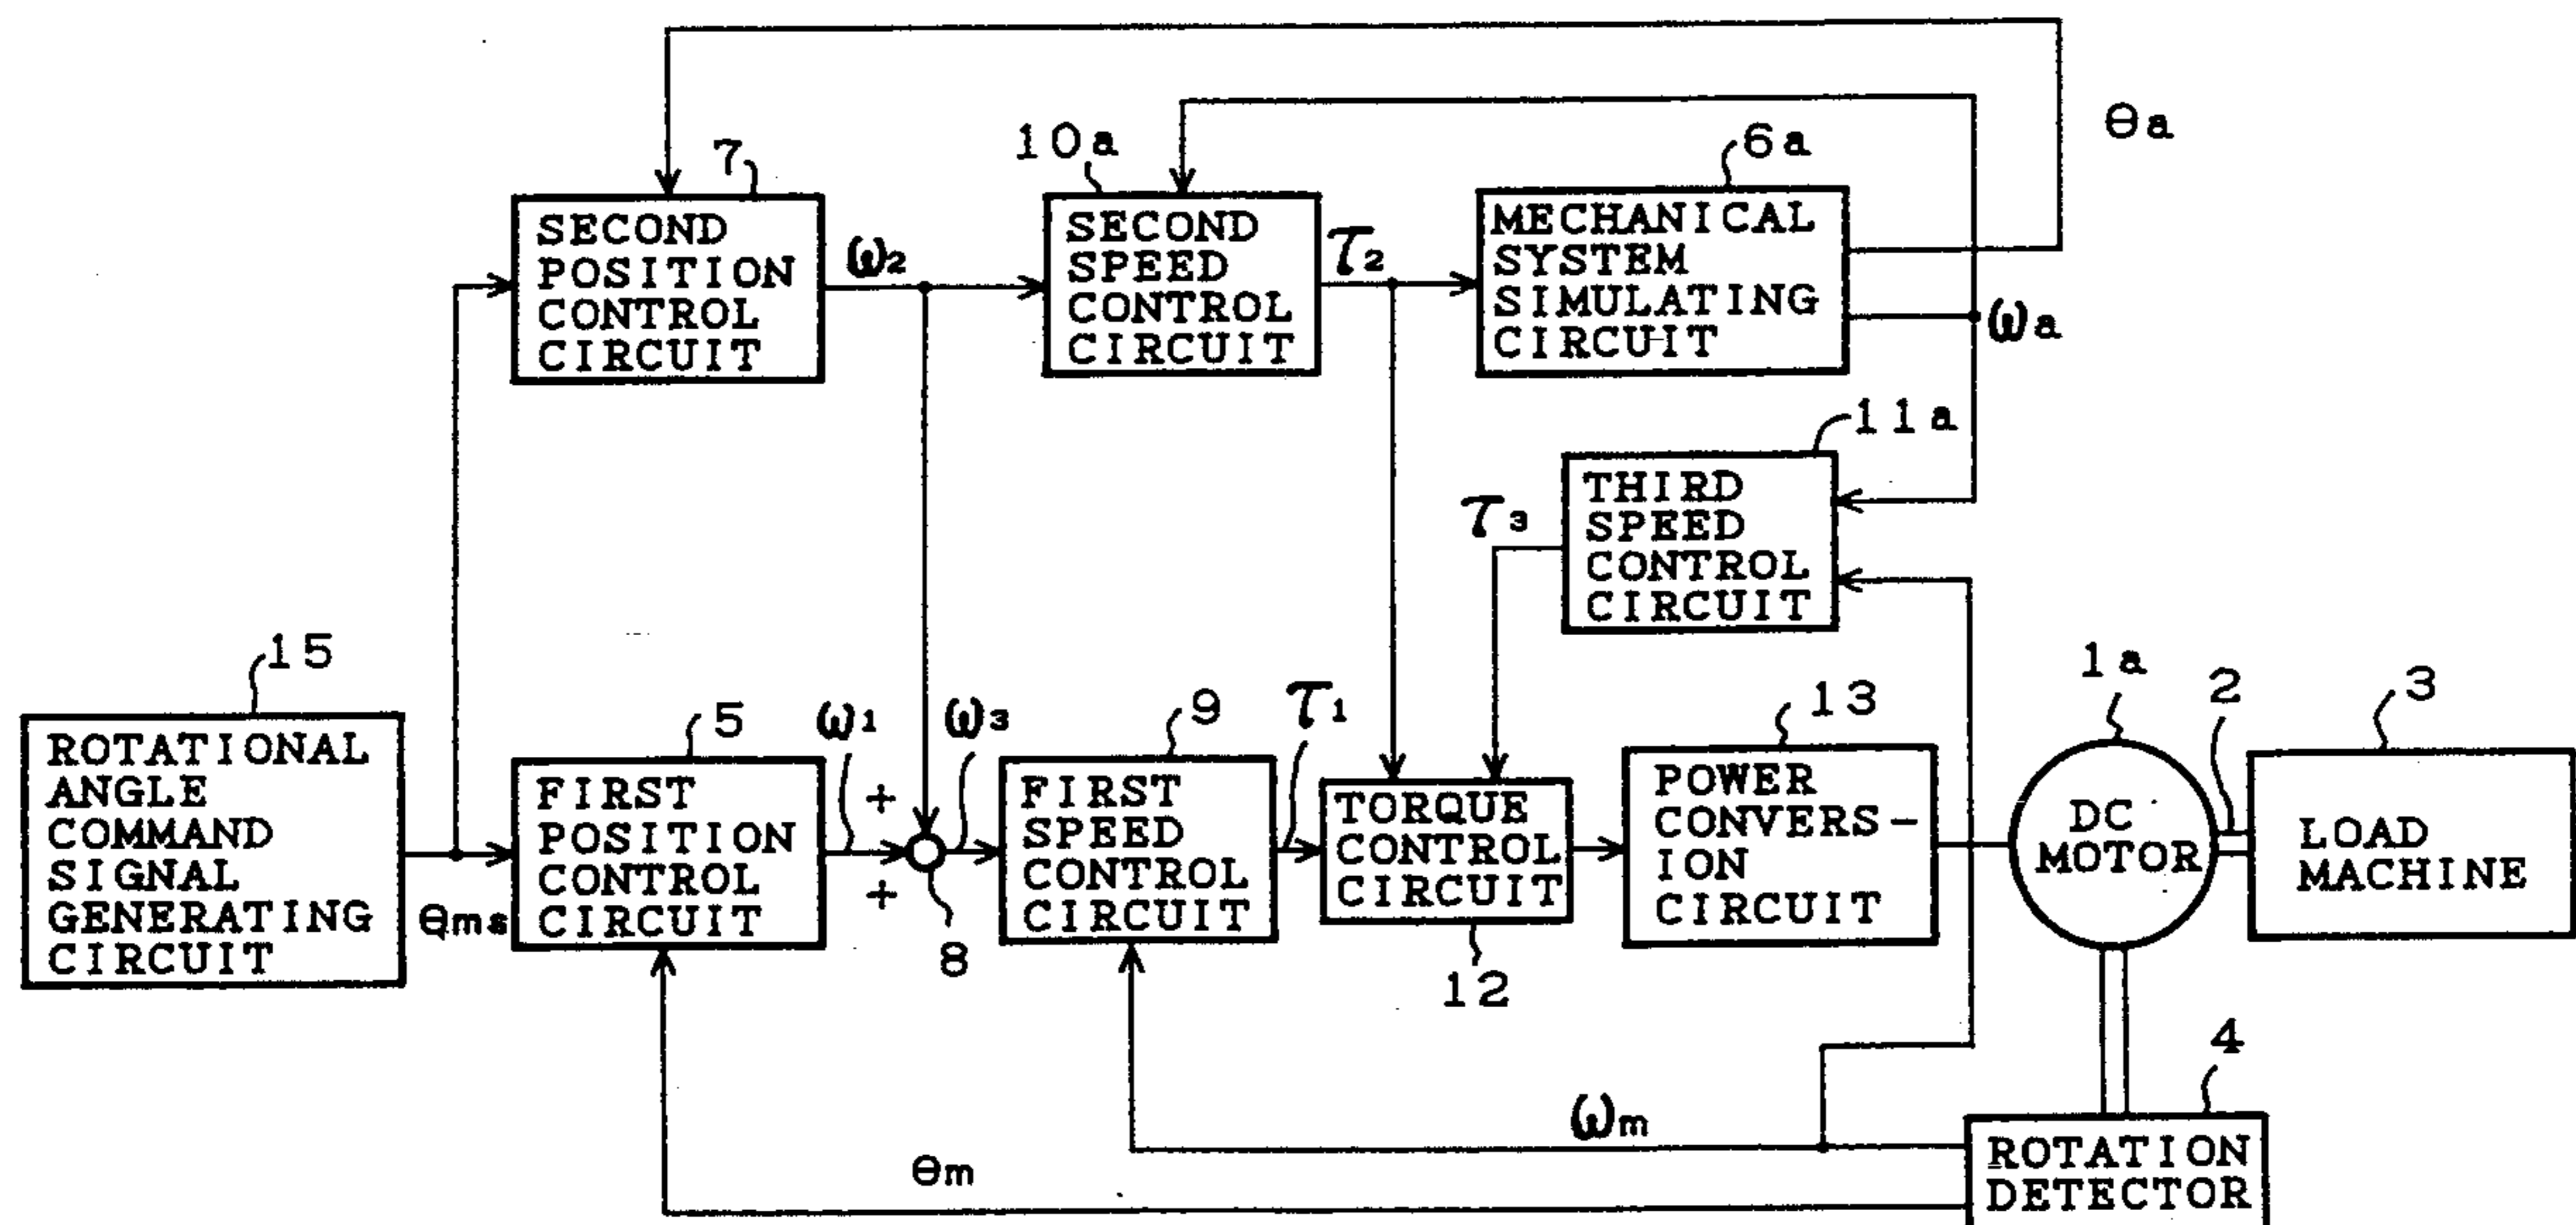 θa
10a
6a
7
SECOND
POSITION
CONTROL
CIRCUIT
ω2
SECOND
SPEED
CONTROL
CIRCUIT
τ2
MECHANICAL
SYSTEM
SIMULATING
CIRCUIT
ωa
11a
THIRD
SPEED
CONTROL
CIRCUIT
τ3
15
ROTATIONAL
ANGLE
COMMAND
SIGNAL
GENERATING
CIRCUIT
θms
5
FIRST
POSITION
CONTROL
CIRCUIT
ω1
+
+
8
ω3
9
FIRST
SPEED
CONTROL
CIRCUIT
τ1
TORQUE
CONTROL
CIRCUIT
12
13
POWER
CONVERS-
ION
CIRCUIT
1a
DC
MOTOR
2
3
LOAD
MACHINE
4
ROTATION
DETECTOR
ωm
θm